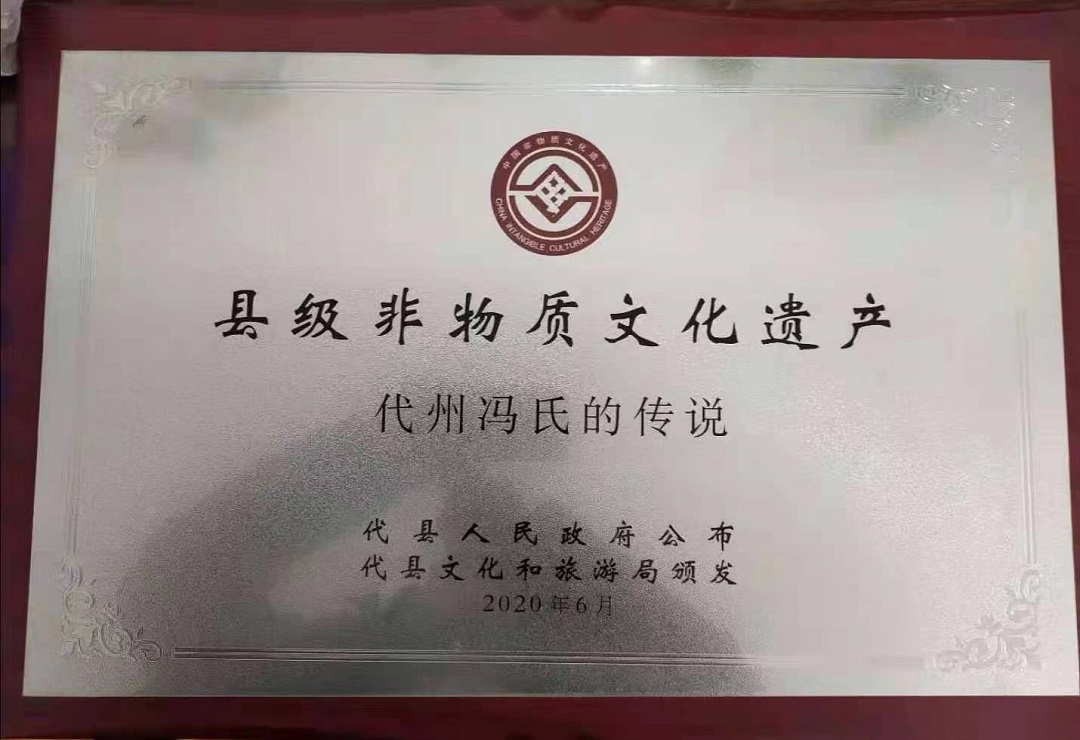 中国非物质文化遗产
CHINA INTANGIBLE CULTURAL HERITAGE
县级非物质文化遗产
代州冯氏的传说
代县人民政府公布
代县文化和旅游局颁发
2020年6月